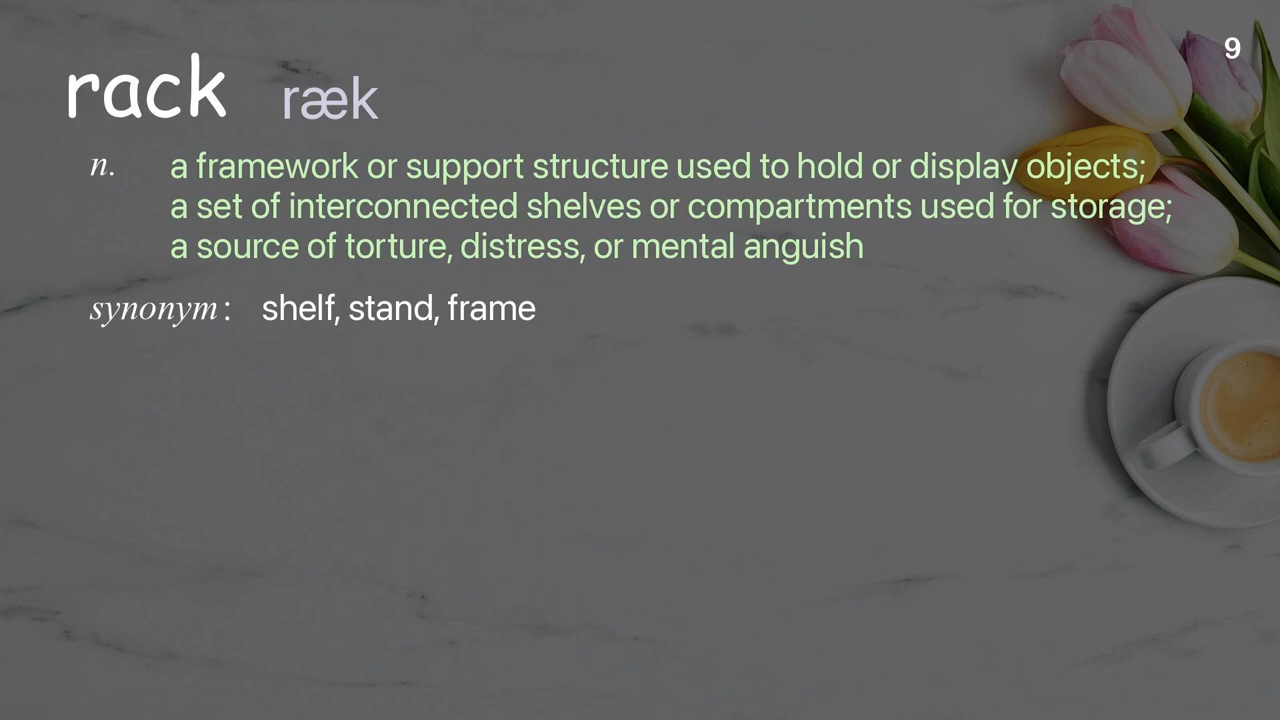 9
rack ræk
n. a framework or support structure used to hold or display objects;
a set of interconnected shelves or compartments used for storage;
a source of torture, distress, or mental anguish
synonym: shelf, stand, frame